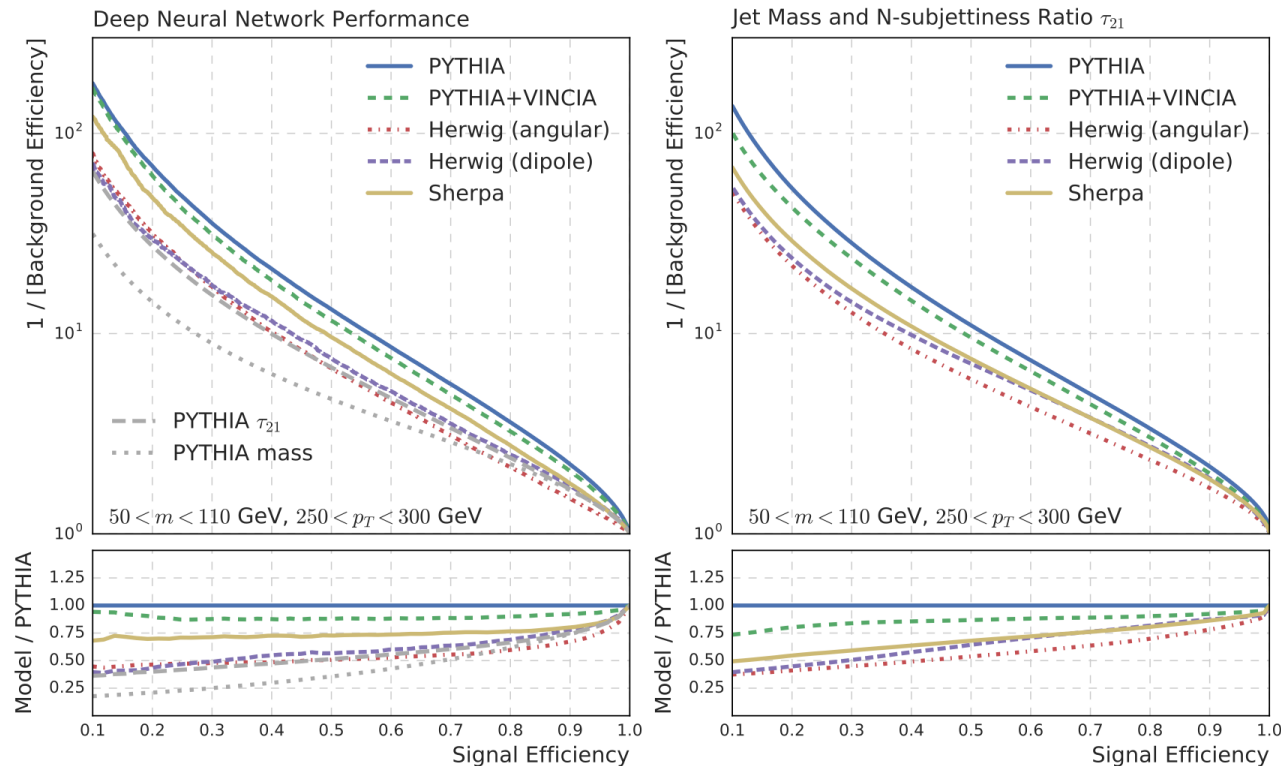 Deep Neural Network Performance
1 / [Background Efficiency]
10²
10¹
10⁰
PYTHIA
PYTHIA+VINCIA
Herwig (angular)
Herwig (dipole)
Sherpa
PYTHIA τ₂₁
PYTHIA mass
50 < m < 110 GeV, 250 < p_T < 300 GeV
Model / PYTHIA
1.25
1.00
0.75
0.50
0.25
0.1 0.2 0.3 0.4 0.5 0.6 0.7 0.8 0.9 1.0
Signal Efficiency
Jet Mass and N-subjettiness Ratio τ₂₁
1 / [Background Efficiency]
10²
10¹
10⁰
PYTHIA
PYTHIA+VINCIA
Herwig (angular)
Herwig (dipole)
Sherpa
50 < m < 110 GeV, 250 < p_T < 300 GeV
Model / PYTHIA
1.25
1.00
0.75
0.50
0.25
0.1 0.2 0.3 0.4 0.5 0.6 0.7 0.8 0.9 1.0
Signal Efficiency